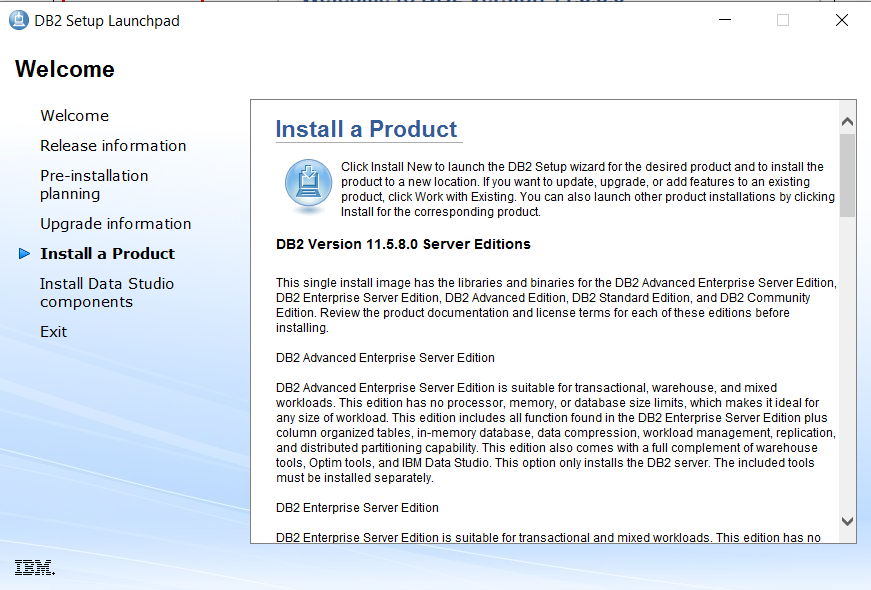 DB2 Setup Launchpad
Welcome
Welcome
Release information
Pre-installation
planning
Upgrade information
Install a Product
Install Data Studio
components
Exit
Install a Product
Click Install New to launch the DB2 Setup wizard for the desired product and to install the
product to a new location. If you want to update, upgrade, or add features to an existing
product, click Work with Existing. You can also launch other product installations by clicking
Install for the corresponding product.
DB2 Version 11.5.8.0 Server Editions
This single install image has the libraries and binaries for the DB2 Advanced Enterprise Server Edition,
DB2 Enterprise Server Edition, DB2 Advanced Edition, DB2 Standard Edition, and DB2 Community
Edition. Review the product documentation and license terms for each of these editions before
installing.
DB2 Advanced Enterprise Server Edition
DB2 Advanced Enterprise Server Edition is suitable for transactional, warehouse, and mixed
workloads. This edition has no processor, memory, or database size limits, which makes it ideal for
any size of workload. This edition includes all function found in the DB2 Enterprise Server Edition plus
column organized tables, in-memory database, data compression, workload management, replication,
and distributed partitioning capability. This edition also comes with a full complement of warehouse
tools, Optim tools, and IBM Data Studio. This option only installs the DB2 server. The included tools
must be installed separately.
DB2 Enterprise Server Edition
DB2 Enterprise Server Edition is suitable for transactional and mixed workloads. This edition has no
IBM.